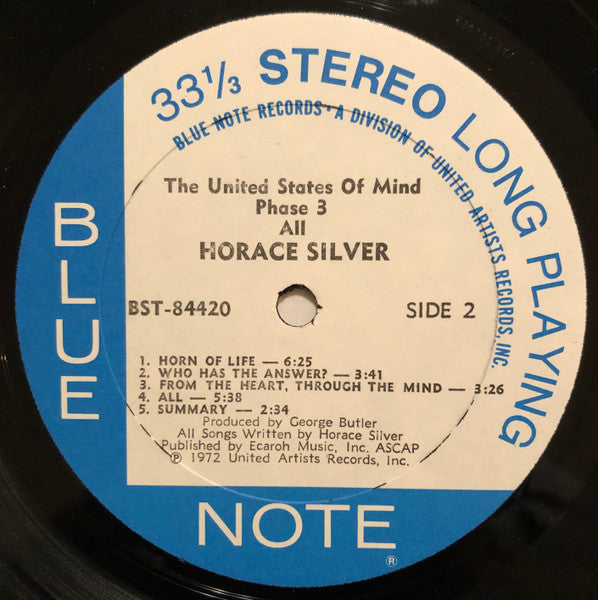 33⅓ STEREO LONG PLAYING
BLUE NOTE RECORDS • A DIVISION OF UNITED ARTISTS RECORDS, INC.
The United States Of Mind
Phase 3
All
HORACE SILVER
BST-84420
SIDE 2
1. HORN OF LIFE — 6:25
2. WHO HAS THE ANSWER? — 3:41
3. FROM THE HEART, THROUGH THE MIND — 3:26
4. ALL — 5:38
5. SUMMARY — 2:34
Produced by George Butler
All Songs Written by Horace Silver
Published by Ecaroh Music, Inc. ASCAP
℗ 1972 United Artists Records, Inc.
BLUE
NOTE®